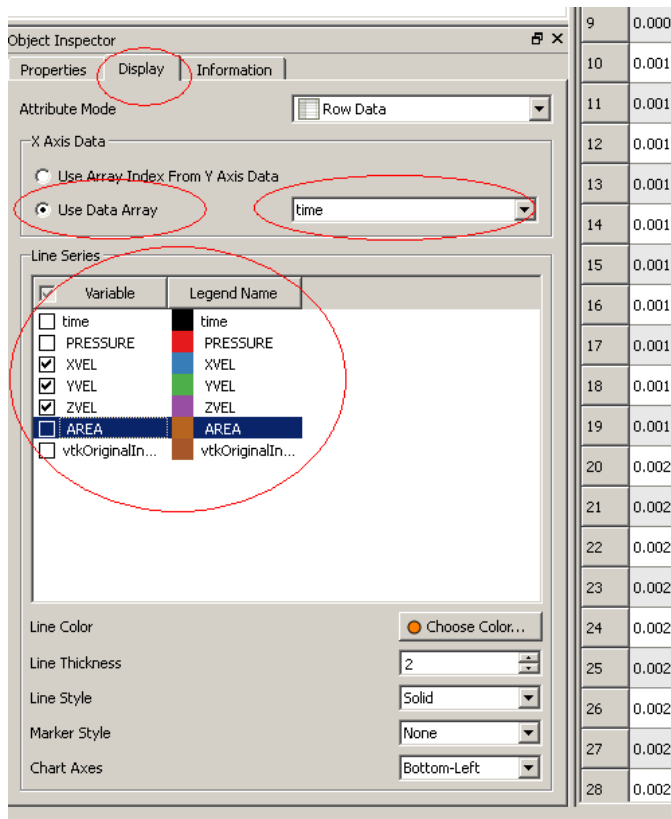 Object Inspector
Properties Display Information
Attribute Mode Row Data
X Axis Data
Use Array Index From Y Axis Data
Use Data Array time
Line Series
Variable Legend Name
time time
PRESSURE PRESSURE
XVEL XVEL
YVEL YVEL
ZVEL ZVEL
AREA AREA
vtkOriginalIn... vtkOriginalIn...
Line Color Choose Color...
Line Thickness 2
Line Style Solid
Marker Style None
Chart Axes Bottom-Left
9 0.000
10 0.001
11 0.001
12 0.001
13 0.001
14 0.001
15 0.001
16 0.001
17 0.001
18 0.001
19 0.001
20 0.002
21 0.002
22 0.002
23 0.002
24 0.002
25 0.002
26 0.002
27 0.002
28 0.002